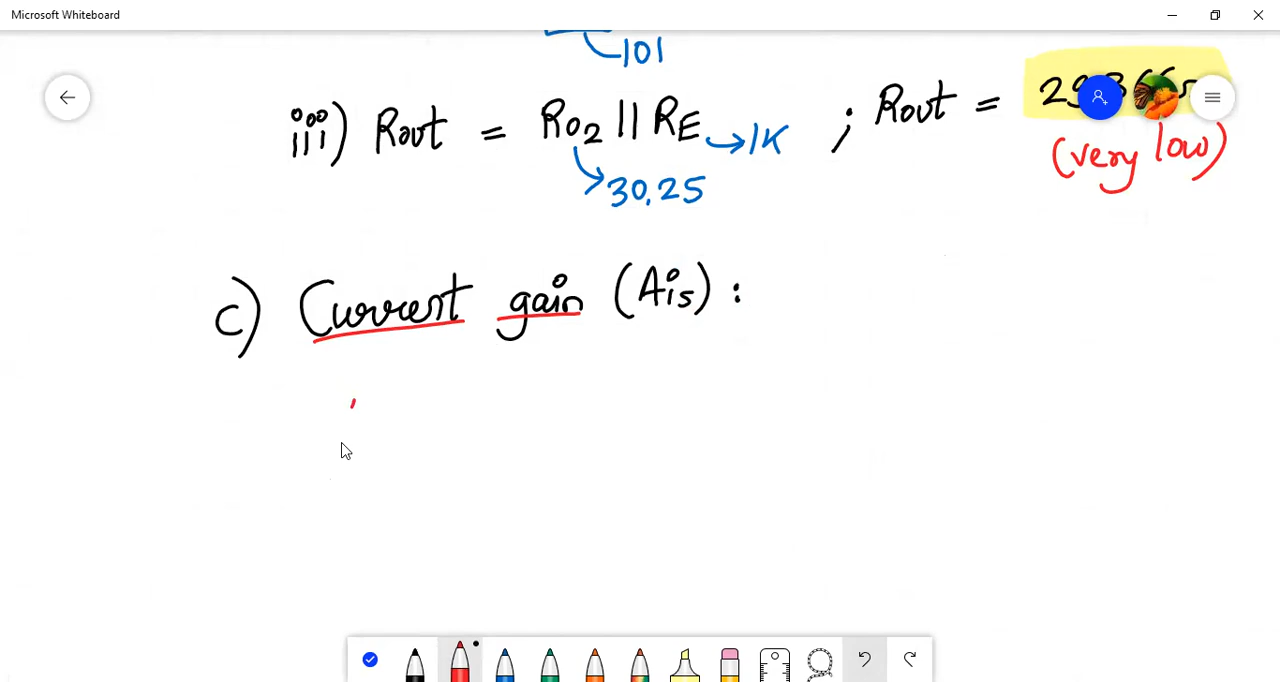 Microsoft Whiteboard
101
iii) Rout = Ro2 || RE → 1K ; Rout =
(very low)
30.25
c) Current gain (Ais) :